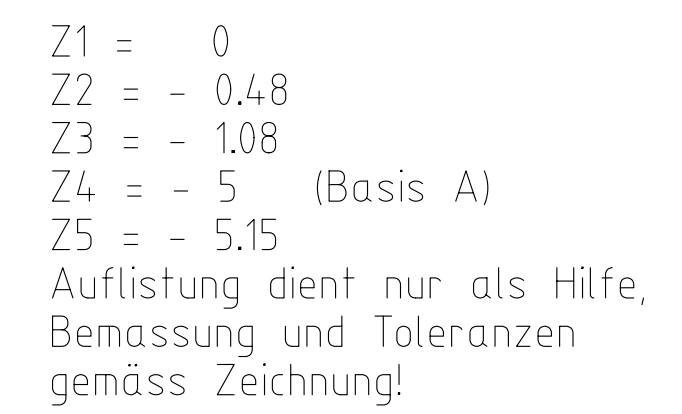 Z1 = 0
Z2 = - 0.48
Z3 = - 1.08
Z4 = - 5 (Basis A)
Z5 = - 5.15
Auflistung dient nur als Hilfe,
Bemassung und Toleranzen
gemäss Zeichnung!